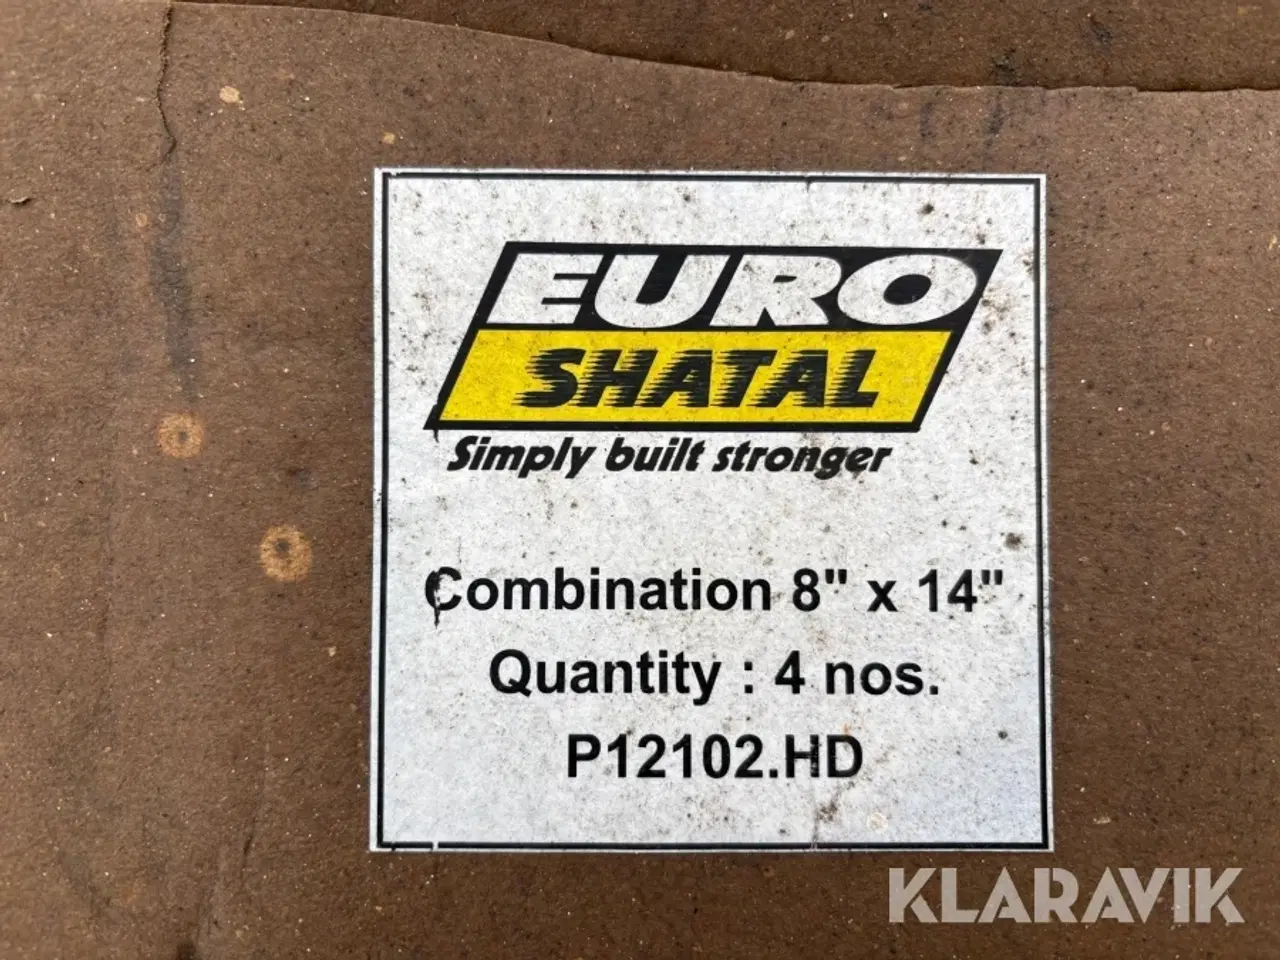 EURO
SHATAL
Simply built stronger
Combination 8" x 14"
Quantity : 4 nos.
P12102.HD
KLARAVIK